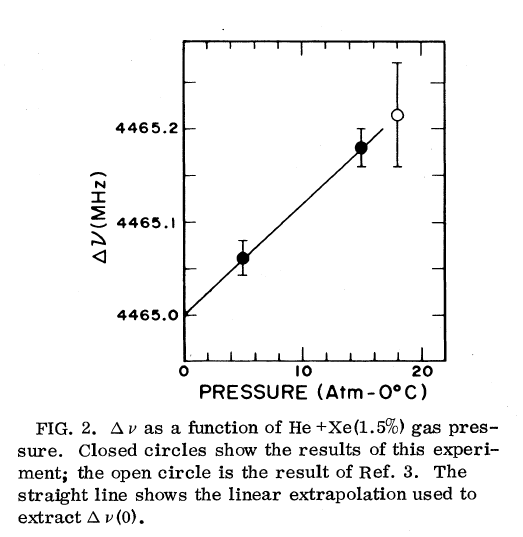 4465.2
4465.1
4465.0
Δν(MHz)
0 10 20
PRESSURE (Atm-0°C)
FIG. 2. Δν as a function of He+Xe(1.5%) gas pres-
sure. Closed circles show the results of this experi-
ment; the open circle is the result of Ref. 3. The
straight line shows the linear extrapolation used to
extract Δν(0).